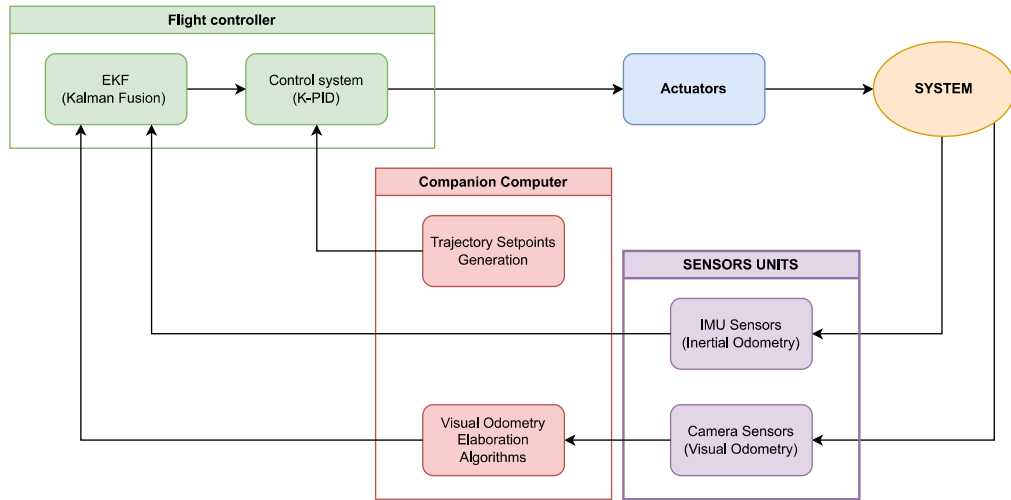 Flight controller
EKF
(Kalman Fusion)
Control system
(K-PID)
Actuators
SYSTEM
Companion Computer
Trajectory Setpoints
Generation
SENSORS UNITS
IMU Sensors
(Inertial Odometry)
Visual Odometry
Elaboration
Algorithms
Camera Sensors
(Visual Odometry)